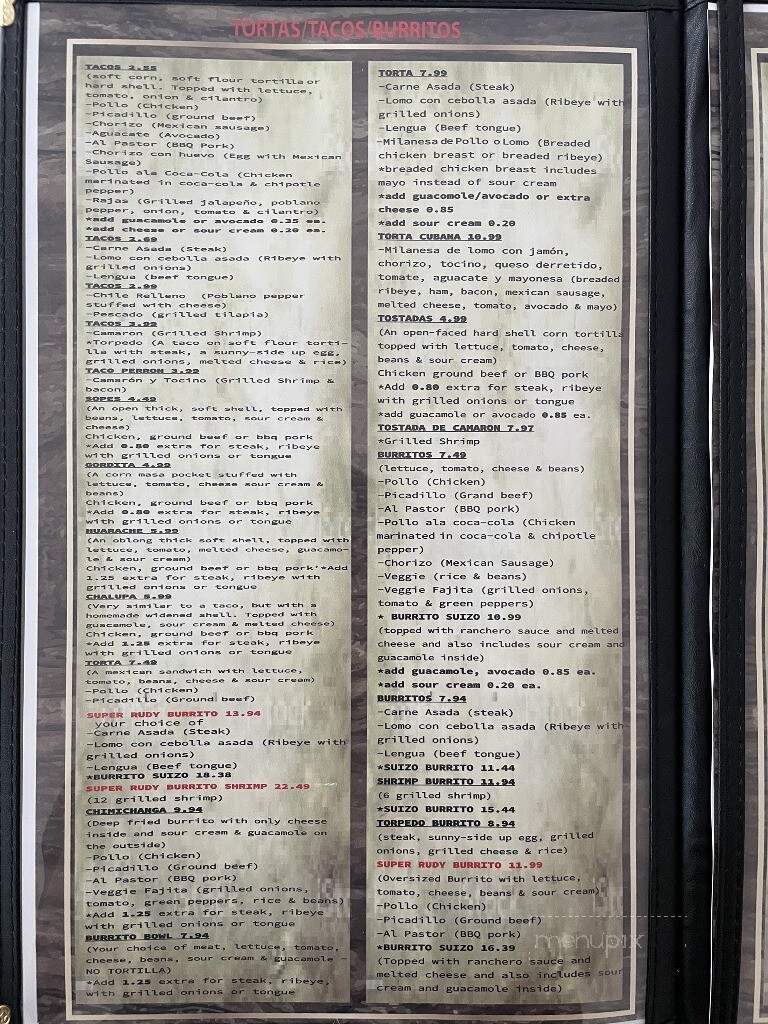 TORTAS/TACOS/BURRITOS
TACOS 2.55
(soft corn, soft flour tortilla or
hard shell. Topped with lettuce,
tomato, onion & cilantro)
-Pollo (Chicken)
-Picadillo (ground beef)
-Chorizo (Mexican sausage)
-Aguacate (Avocado)
-Al Pastor (BBQ Pork)
-Chorizo con huevo (Egg with Mexican
Sausage)
-Pollo ala Coca-Cola (Chicken
marinated in coca-cola & chipotle
pepper)
-Rajas (Grilled jalapeño, poblano
pepper, onion, tomato & cilantro)
*add guacamole or avocado 0.35 ea.
*add cheese or sour cream 0.20 ea.
TACOS 2.69
-Carne Asada (Steak)
-Lomo con cebolla asada (Ribeye with
grilled onions)
-Lengua (beef tongue)
TACOS 2.99
-Chile Relleno (Poblano pepper
stuffed with cheese)
-Pescado (grilled tilapia)
TACOS 3.92
-Camaron (Grilled Shrimp)
*Torpedo (A taco on soft flour torti-
lla with steak, a sunny-side up egg,
grilled onions, melted cheese & rice)
TACO PERRON 3.99
-Camarón y Tocino (Grilled Shrimp &
bacon)
SOPES 4.49
(An open thick, soft shell, topped with
beans, lettuce, tomato, sour cream &
cheese)
Chicken, ground beef or bbq pork
*Add 0.80 extra for steak, ribeye
with grilled onions or tongue
GORDITA 4.99
(A corn masa pocket stuffed with
lettuce, tomato, cheese sour cream &
beans)
Chicken, ground beef or bbq pork
*Add 0.80 extra for steak, ribeye
with grilled onions or tongue
HUARACHE 5.99
(An oblong thick soft shell, topped with
lettuce, tomato, melted cheese, guacamo-
le & sour cream)
Chicken, ground beef or bbq pork'*Add
1.25 extra for steak, ribeye with
grilled onions or tongue
CHALUPA 5.99
(Very similar to a taco, but with a
homemade widened shell. Topped with
guacamole, sour cream & melted cheese)
Chicken, ground beef or bbq pork
*Add 1.25 extra for steak, ribeye
with grilled onions or tongue
TORTA 7.49
(A mexican sandwich with lettuce,
tomato, beans, cheese & sour cream)
-Pollo (Chicken)
-Picadillo (Ground beef)
SUPER RUDY BURRITO 13.94
your choice of
-Carne Asada (Steak)
-Lomo con cebolla asada (Ribeye with
grilled onions)
-Lengua (Beef tongue)
*BURRITO SUIZO 18.38
SUPER RUDY BURRITO SHRIMP 22.49
(12 grilled shrimp)
CHIMICHANGA 9.94
(Deep fried burrito with only cheese
inside and sour cream & guacamole on
the outside)
-Pollo (Chicken)
-Picadillo (Ground beef)
-Al Pastor (BBQ pork)
-Veggie Fajita (grilled onions,
tomato, green peppers, rice & beans)
*Add 1.25 extra for steak, ribeye
with grilled onions or tongue
BURRITO BOWL 7.94
(Your choice of meat, lettuce, tomato,
cheese, beans, sour cream & guacamole -
NO TORTILLA)
*Add 1.25 extra for steak, ribeye,
with grilled onions or tongue
TORTA 7.99
-Carne Asada (Steak)
-Lomo con cebolla asada (Ribeye with
grilled onions)
-Lengua (Beef tongue)
-Milanesa de Pollo o Lomo (Breaded
chicken breast or breaded ribeye)
*breaded chicken breast includes
mayo instead of sour cream
*add guacomole/avocado or extra
cheese 0.85
*add sour cream 0.20
TORTA CUBANA 10.99
-Milanesa de lomo con jamón,
chorizo, tocino, queso derretido,
tomate, aguacate y mayonesa (breaded
ribeye, ham, bacon, mexican sausage,
melted cheese, tomato, avocado & mayo)
TOSTADAS 4.99
(An open-faced hard shell corn tortilla
topped with lettuce, tomato, cheese,
beans & sour cream)
Chicken ground beef or BBQ pork
*Add 0.80 extra for steak, ribeye
with grilled onions or tongue
*add guacamole or avocado 0.85 ea.
TOSTADA DE CAMARON 7.97
*Grilled Shrimp
BURRITOS 7.49
(lettuce, tomato, cheese & beans)
-Pollo (Chicken)
-Picadillo (Grand beef)
-Al Pastor (BBQ pork)
-Pollo ala coca-cola (Chicken
marinated in coca-cola & chipotle
pepper)
-Chorizo (Mexican Sausage)
-Veggie (rice & beans)
-Veggie Fajita (grilled onions,
tomato & green peppers)
* BURRITO SUIZO 10.99
(topped with ranchero sauce and melted
cheese and also includes sour cream and
guacamole inside)
*add guacamole, avocado 0.85 ea.
*add sour cream 0.20 ea.
BURRITOS 7.94
-Carne Asada (steak)
-Lomo con cebolla asada (Ribeye with
grilled onions)
-Lengua (beef tongue)
*SUIZO BURRITO 11.44
SHRIMP BURRITO 11.94
(6 grilled shrimp)
*SUIZO BURRITO 15.44
TORPEDO BURRITO 8.94
(steak, sunny-side up egg, grilled
onions, grilled cheese & rice)
SUPER RUDY BURRITO 11.99
(Oversized Burrito with lettuce,
tomato, cheese, beans & sour cream)
-Pollo (Chicken)
-Picadillo (Ground beef)
-Al Pastor (BBQ pork)
*BURRITO SUIZO 16.39
(Topped with ranchero sauce and
melted cheese and also includes sour
cream and guacamole inside)
menupix